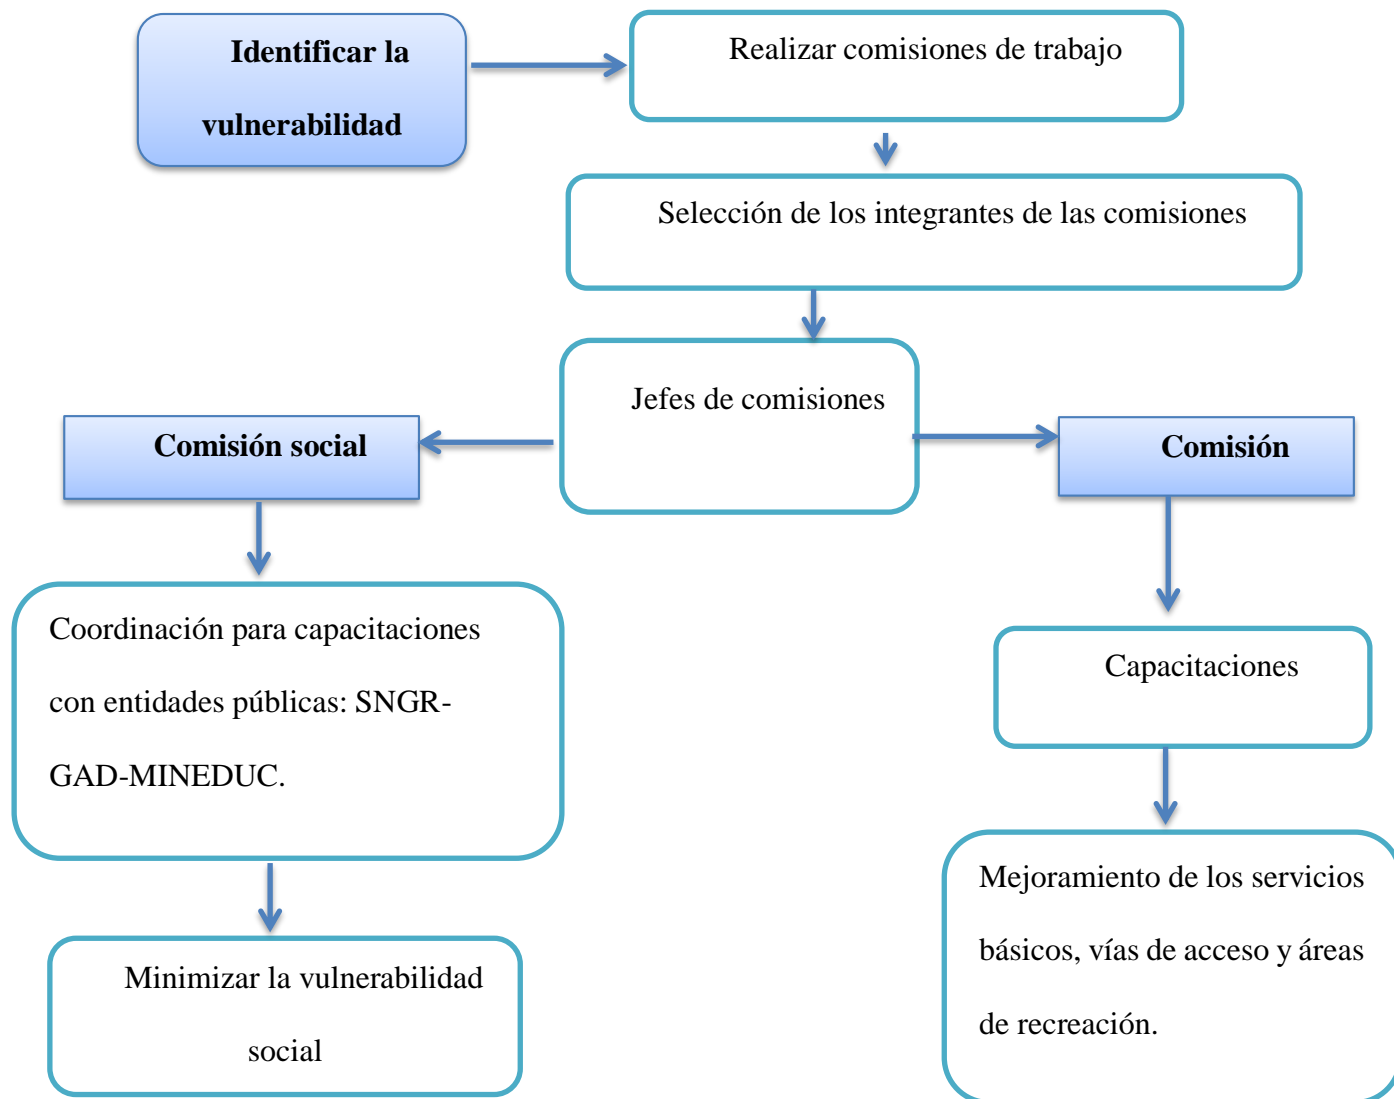 Identificar la
vulnerabilidad
Realizar comisiones de trabajo
Selección de los integrantes de las comisiones
Jefes de comisiones
Comisión social
Comisión
Coordinación para capacitaciones
con entidades públicas: SNGR-
GAD-MINEDUC.
Capacitaciones
Minimizar la vulnerabilidad
social
Mejoramiento de los servicios
básicos, vías de acceso y áreas
de recreación.